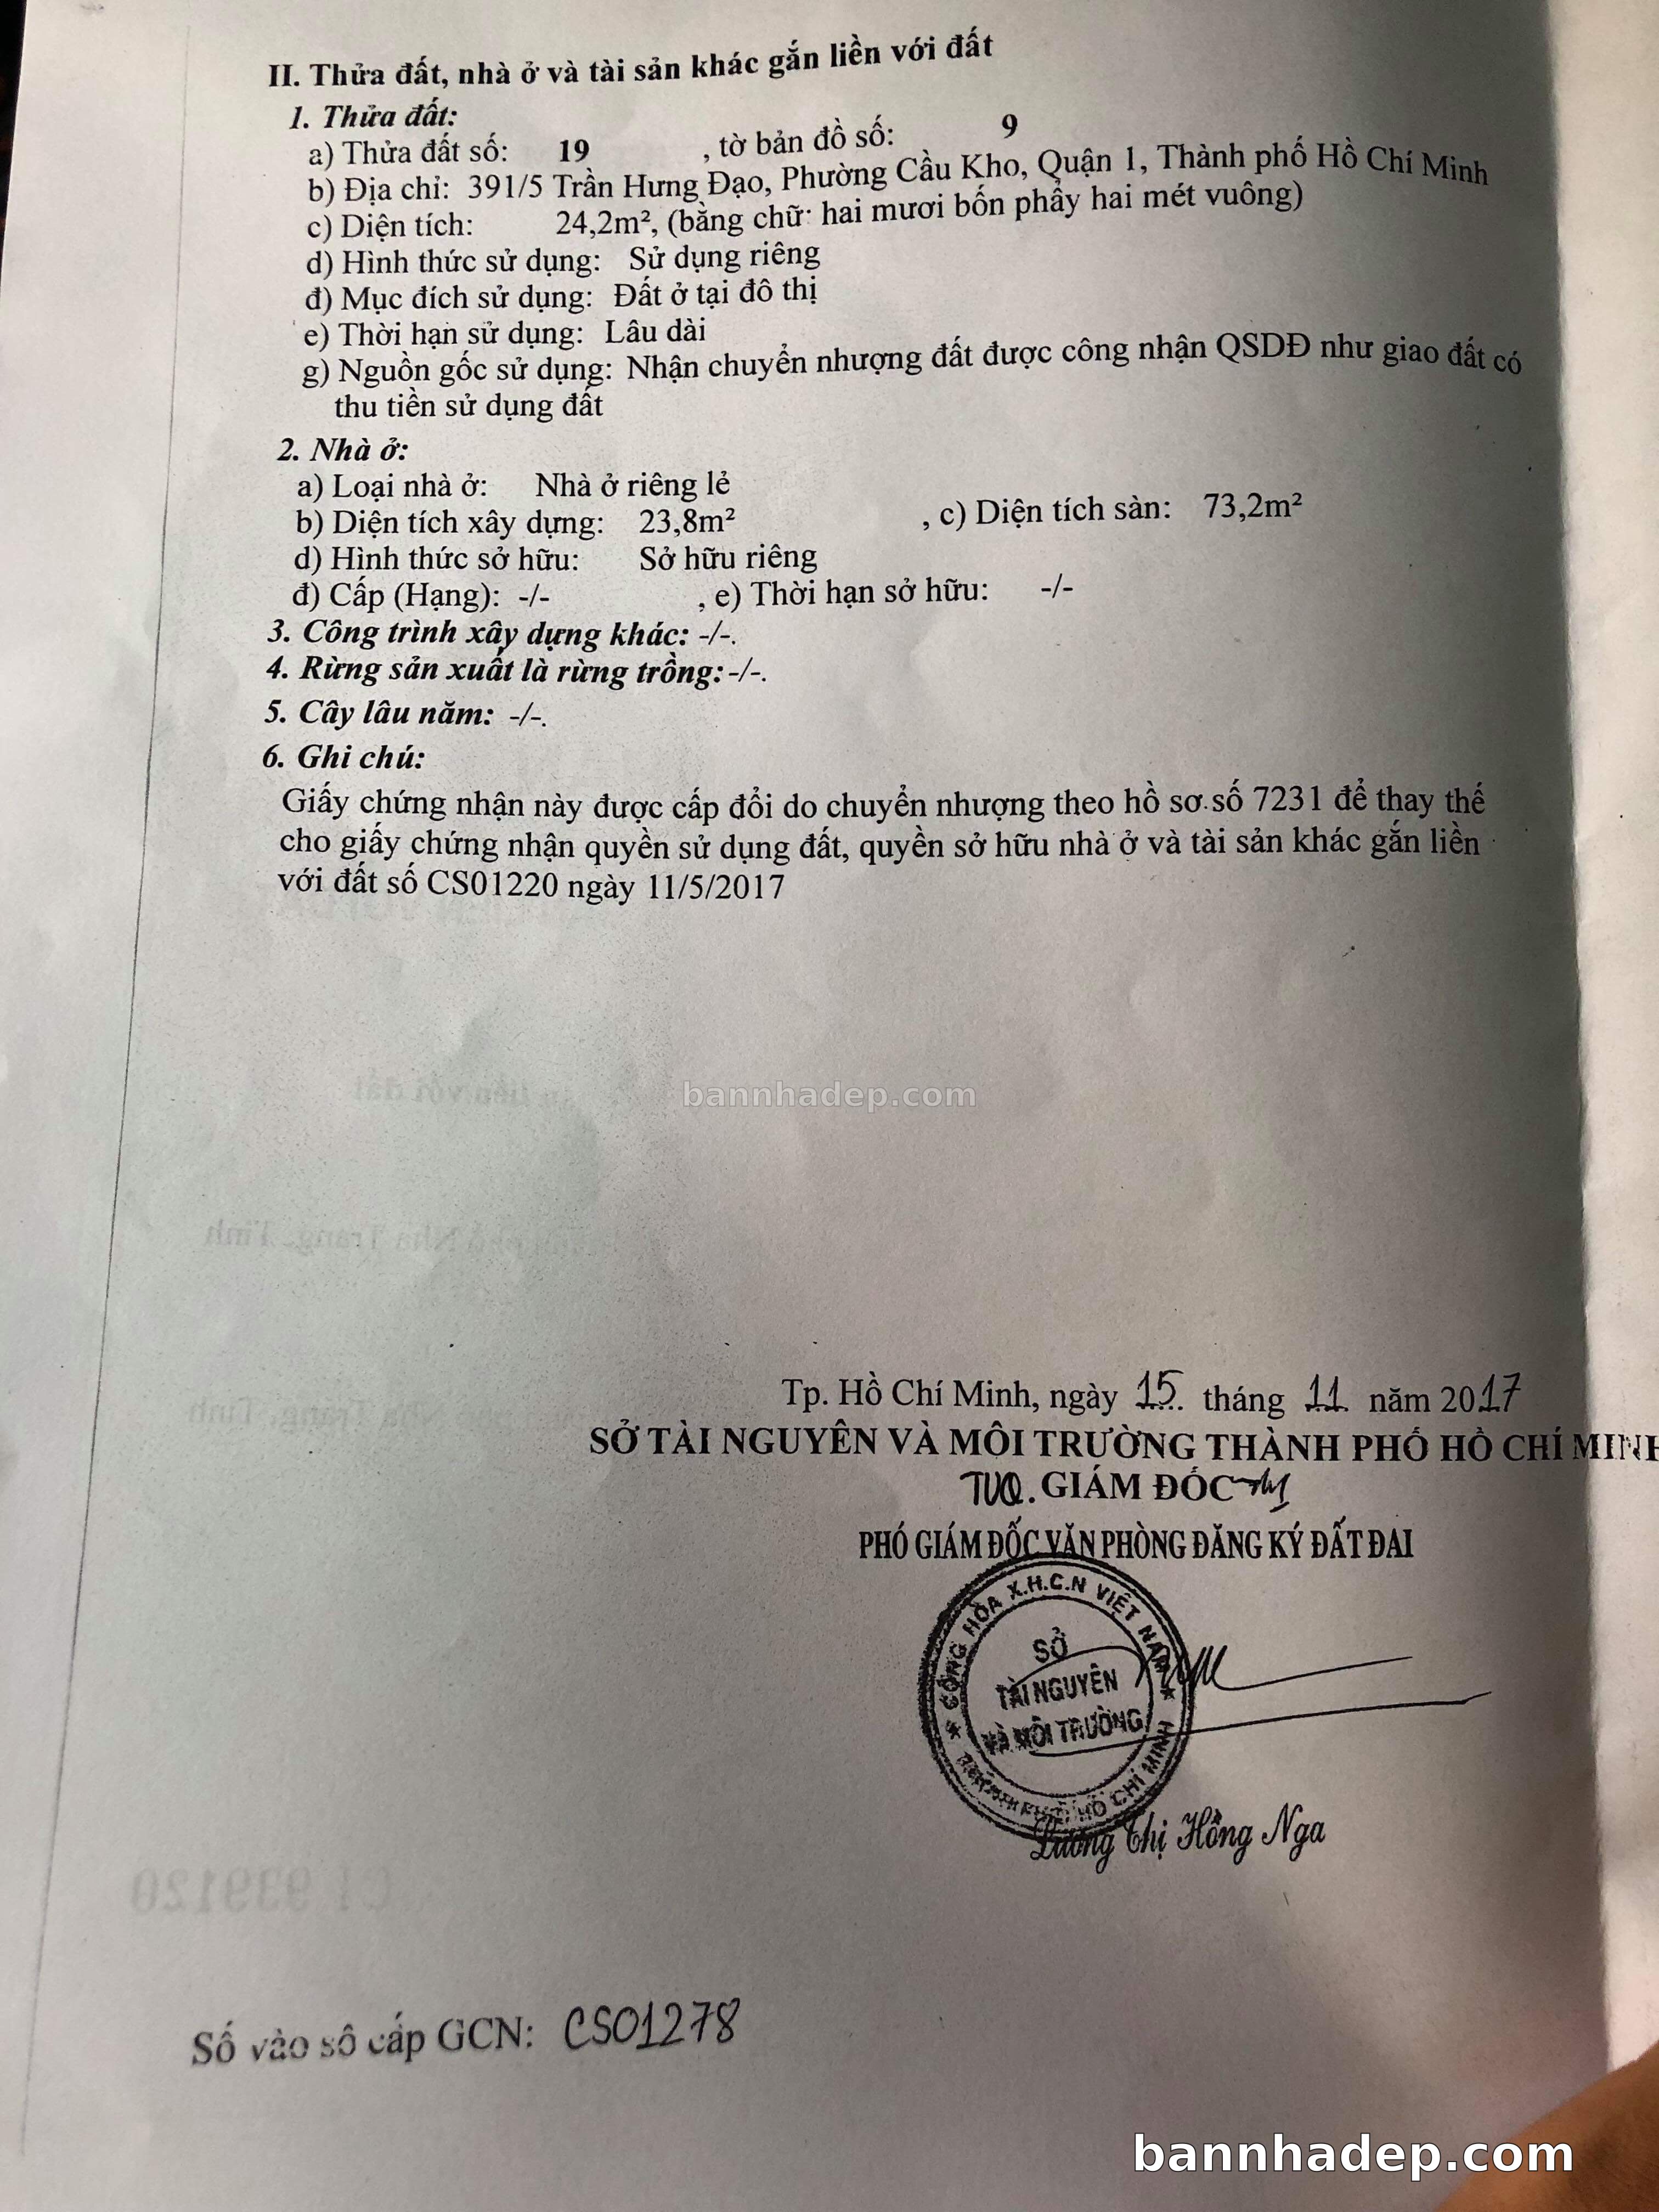 II. Thửa đất, nhà ở và tài sản khác gắn liền với đất
1. Thửa đất:
a) Thửa đất số: 19 , tờ bản đồ số: 9
b) Địa chỉ: 391/5 Trần Hưng Đạo, Phường Cầu Kho, Quận 1, Thành phố Hồ Chí Minh
c) Diện tích: 24,2m², (bằng chữ: hai mươi bốn phẩy hai mét vuông)
d) Hình thức sử dụng: Sử dụng riêng
đ) Mục đích sử dụng: Đất ở tại đô thị
e) Thời hạn sử dụng: Lâu dài
g) Nguồn gốc sử dụng: Nhận chuyển nhượng đất được công nhận QSDĐ như giao đất có
thu tiền sử dụng đất
2. Nhà ở:
a) Loại nhà ở: Nhà ở riêng lẻ
b) Diện tích xây dựng: 23,8m² , c) Diện tích sàn: 73,2m²
d) Hình thức sở hữu: Sở hữu riêng
đ) Cấp (Hạng): -/- , e) Thời hạn sở hữu: -/-
3. Công trình xây dựng khác: -/-.
4. Rừng sản xuất là rừng trồng: -/-.
5. Cây lâu năm: -/-.
6. Ghi chú:
Giấy chứng nhận này được cấp đổi do chuyển nhượng theo hồ sơ số 7231 để thay thế
cho giấy chứng nhận quyền sử dụng đất, quyền sở hữu nhà ở và tài sản khác gắn liền
với đất số CS01220 ngày 11/5/2017
bannhadep.com
Tp. Hồ Chí Minh, ngày 15 tháng 11 năm 2017
SỞ TÀI NGUYÊN VÀ MÔI TRƯỜNG THÀNH PHỐ HỒ CHÍ MINH
TUQ. GIÁM ĐỐC
PHÓ GIÁM ĐỐC VĂN PHÒNG ĐĂNG KÝ ĐẤT ĐAI
CỘNG HÒA X.H.C.N VIỆT NAM
SỞ
TÀI NGUYÊN
VÀ MÔI TRƯỜNG
THÀNH PHỐ HỒ CHÍ MINH
Thị Hồng Nga
CI 939120
Số vào sổ cấp GCN: CS01278
bannhadep.com